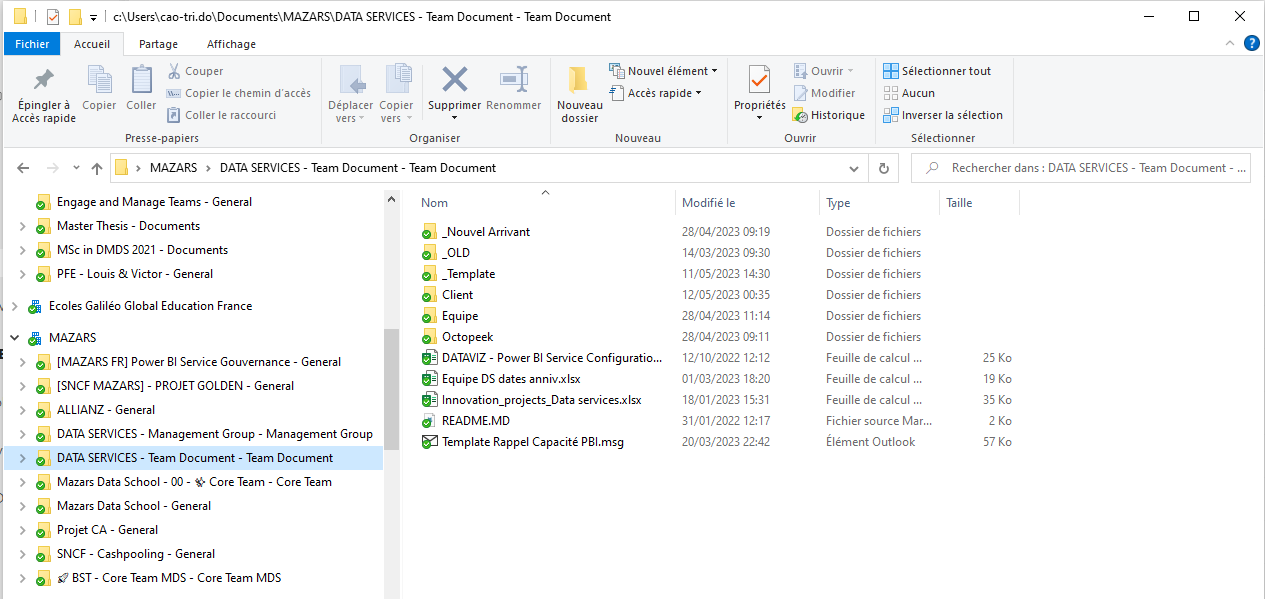 c:\Users\cao-tri.do\Documents\MAZARS\DATA SERVICES - Team Document - Team Document
Fichier Accueil Partage Affichage
Épingler à Accès rapide
Copier
Coller
Couper
Copier le chemin d'accès
Coller le raccourci
Presse-papiers
Déplacer vers
Copier vers
Supprimer
Renommer
Organiser
Nouveau dossier
Nouvel élément
Accès rapide
Nouveau
Propriétés
Ouvrir
Modifier
Historique
Ouvrir
Sélectionner tout
Aucun
Inverser la sélection
Sélectionner
MAZARS > DATA SERVICES - Team Document - Team Document
Rechercher dans : DATA SERVICES - Team Document - ...
Engage and Manage Teams - General
Master Thesis - Documents
MSc in DMDS 2021 - Documents
PFE - Louis & Victor - General
Ecoles Galiléo Global Education France
MAZARS
[MAZARS FR] Power BI Service Gouvernance - General
[SNCF MAZARS] - PROJET GOLDEN - General
ALLIANZ - General
DATA SERVICES - Management Group - Management Group
DATA SERVICES - Team Document - Team Document
Mazars Data School - 00 - Core Team - Core Team
Mazars Data School - General
Projet CA - General
SNCF - Cashpooling - General
🚀 BST - Core Team MDS - Core Team MDS
Nom Modifié le Type Taille
_Nouvel Arrivant 28/04/2023 09:19 Dossier de fichiers
_OLD 14/03/2023 09:30 Dossier de fichiers
_Template 11/05/2023 14:30 Dossier de fichiers
Client 12/05/2023 00:35 Dossier de fichiers
Equipe 28/04/2023 11:14 Dossier de fichiers
Octopeek 28/04/2023 09:11 Dossier de fichiers
DATAVIZ - Power BI Service Configuratio... 12/10/2022 12:12 Feuille de calcul ... 25 Ko
Equipe DS dates anniv.xlsx 01/03/2023 18:20 Feuille de calcul ... 19 Ko
Innovation_projects_Data services.xlsx 18/01/2023 15:31 Feuille de calcul ... 35 Ko
README.MD 31/01/2022 12:17 Fichier source Mar... 2 Ko
Template Rappel Capacité PBI.msg 20/03/2023 22:42 Élément Outlook 57 Ko